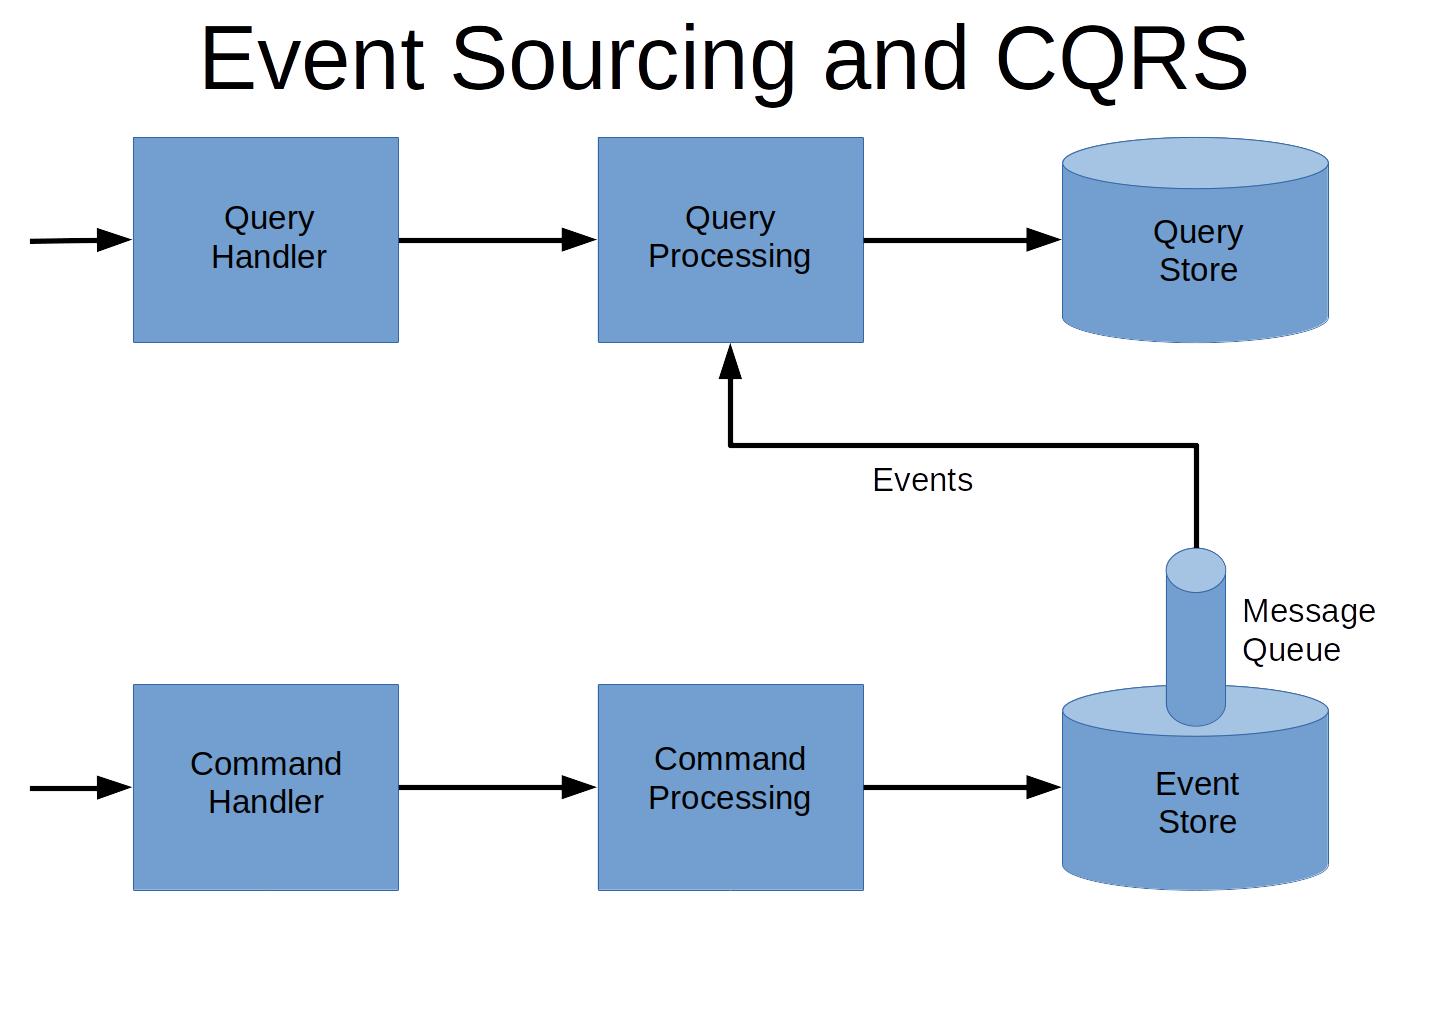 Event Sourcing and CQRS
Query
Handler
Query
Processing
Query
Store
Events
Message
Queue
Command
Handler
Command
Processing
Event
Store